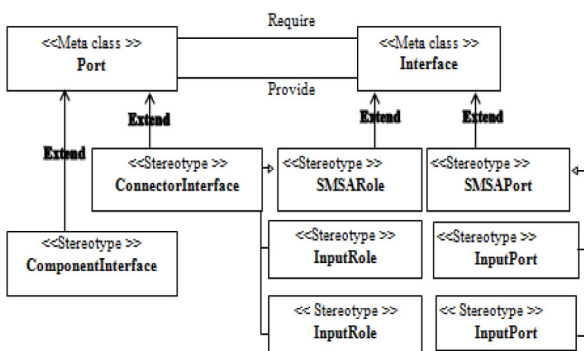 Require
<<Meta class >>
Port
<<Meta class >>
Interface
Provide
Extend
Extend
Extend
Extend
<<Stereotype >>
ConnectorInterface
<<Stereotype >>
SMSARole
<<Stereotype >>
SMSAPort
<<Stereotype >>
ComponentInterface
<<Stereotype >>
InputRole
<<Stereotype >>
InputPort
<< Stereotype >>
InputRole
<< Stereotype >>
InputPort